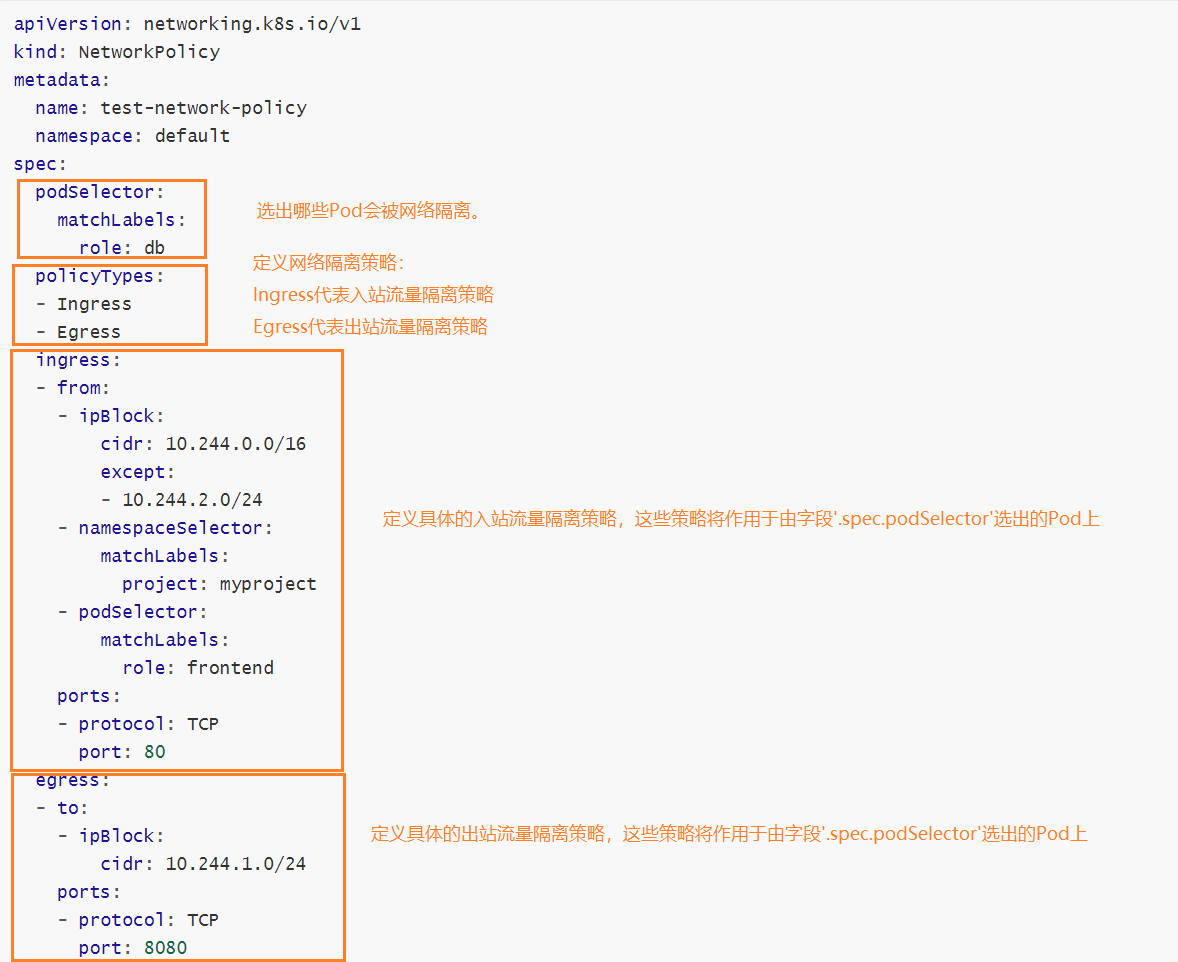 apiVersion: networking.k8s.io/v1
kind: NetworkPolicy
metadata:
  name: test-network-policy
  namespace: default
spec:
  podSelector:
    matchLabels:
      role: db
选出哪些Pod会被网络隔离。
  policyTypes:
  - Ingress
  - Egress
定义网络隔离策略：
Ingress代表入站流量隔离策略
Egress代表出站流量隔离策略
  ingress:
  - from:
    - ipBlock:
        cidr: 10.244.0.0/16
        except:
        - 10.244.2.0/24
    - namespaceSelector:
        matchLabels:
          project: myproject
    - podSelector:
        matchLabels:
          role: frontend
    ports:
    - protocol: TCP
      port: 80
定义具体的入站流量隔离策略，这些策略将作用于由字段'.spec.podSelector'选出的Pod上
  egress:
  - to:
    - ipBlock:
        cidr: 10.244.1.0/24
    ports:
    - protocol: TCP
      port: 8080
定义具体的出站流量隔离策略，这些策略将作用于由字段'.spec.podSelector'选出的Pod上